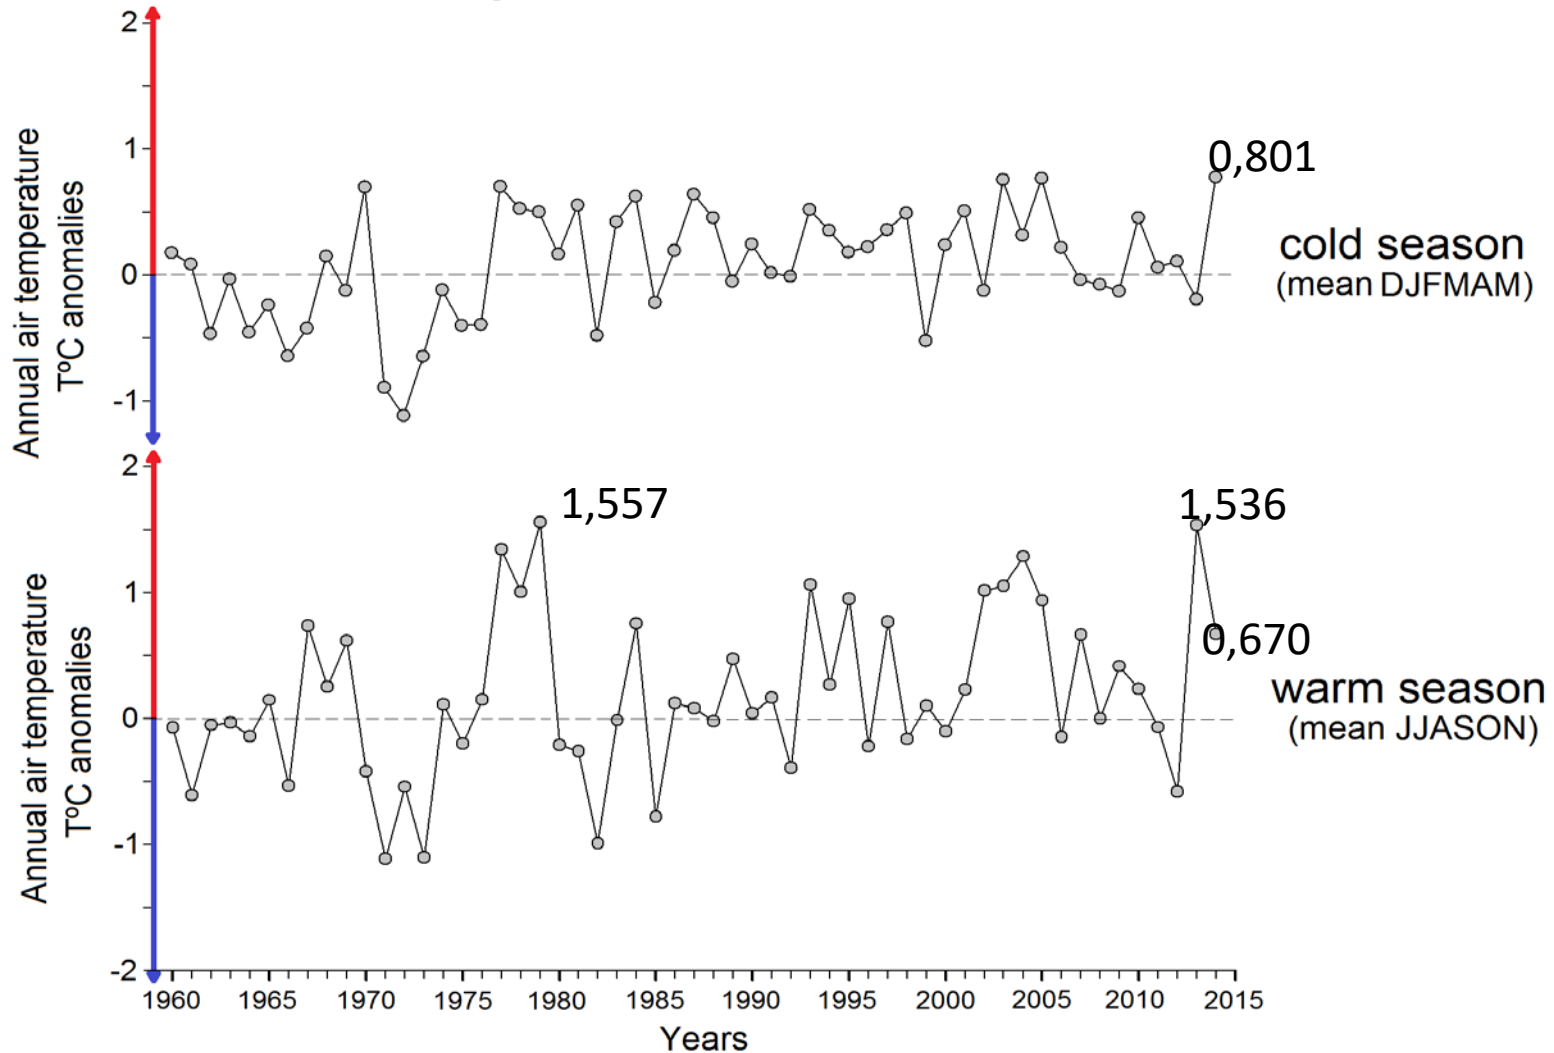 2
1
0
-1
Annual air temperature
TºC anomalies
0,801
cold season
(mean DJFMAM)
2
1
0
-1
-2
Annual air temperature
TºC anomalies
1,557
1,536
0,670
warm season
(mean JJASON)
1960 1965 1970 1975 1980 1985 1990 1995 2000 2005 2010 2015
Years